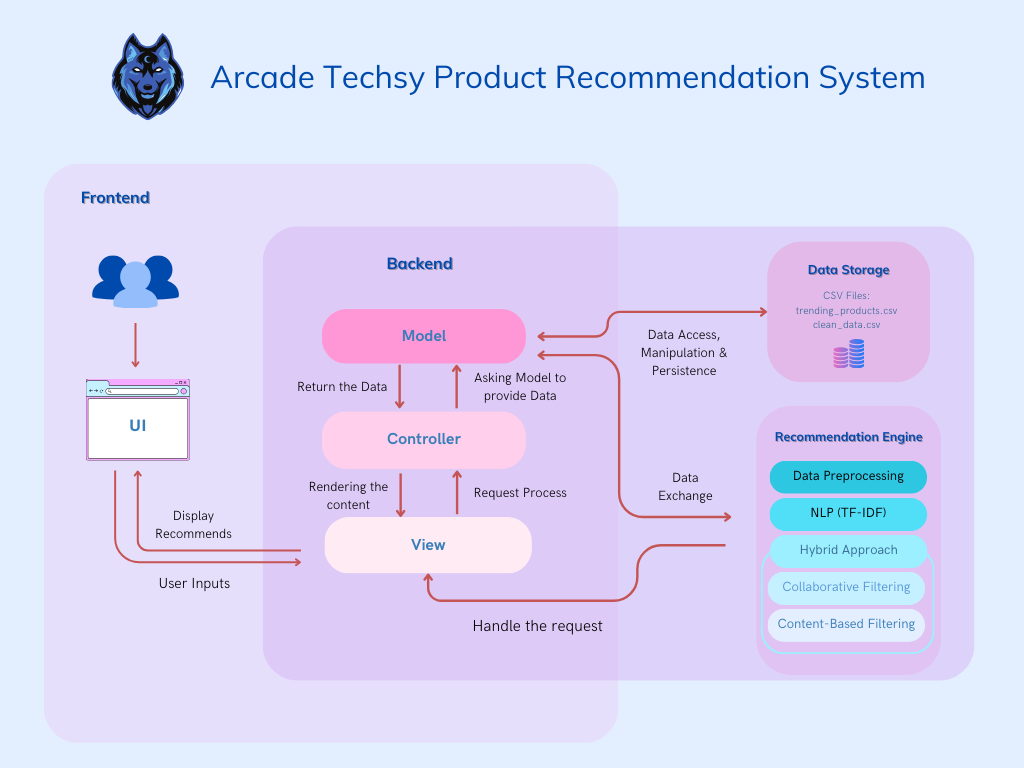 Arcade Techsy Product Recommendation System
Frontend
Backend
Data Storage
CSV Files:
trending_products.csv
clean_data.csv
Model
Data Access,
Manipulation &
Persistence
Return the Data
Asking Model to
provide Data
UI
Controller
Recommendation Engine
Data Preprocessing
NLP (TF-IDF)
Hybrid Approach
Collaborative Filtering
Content-Based Filtering
Data
Exchange
Rendering the
content
Request Process
Display
Recommends
View
User Inputs
Handle the request